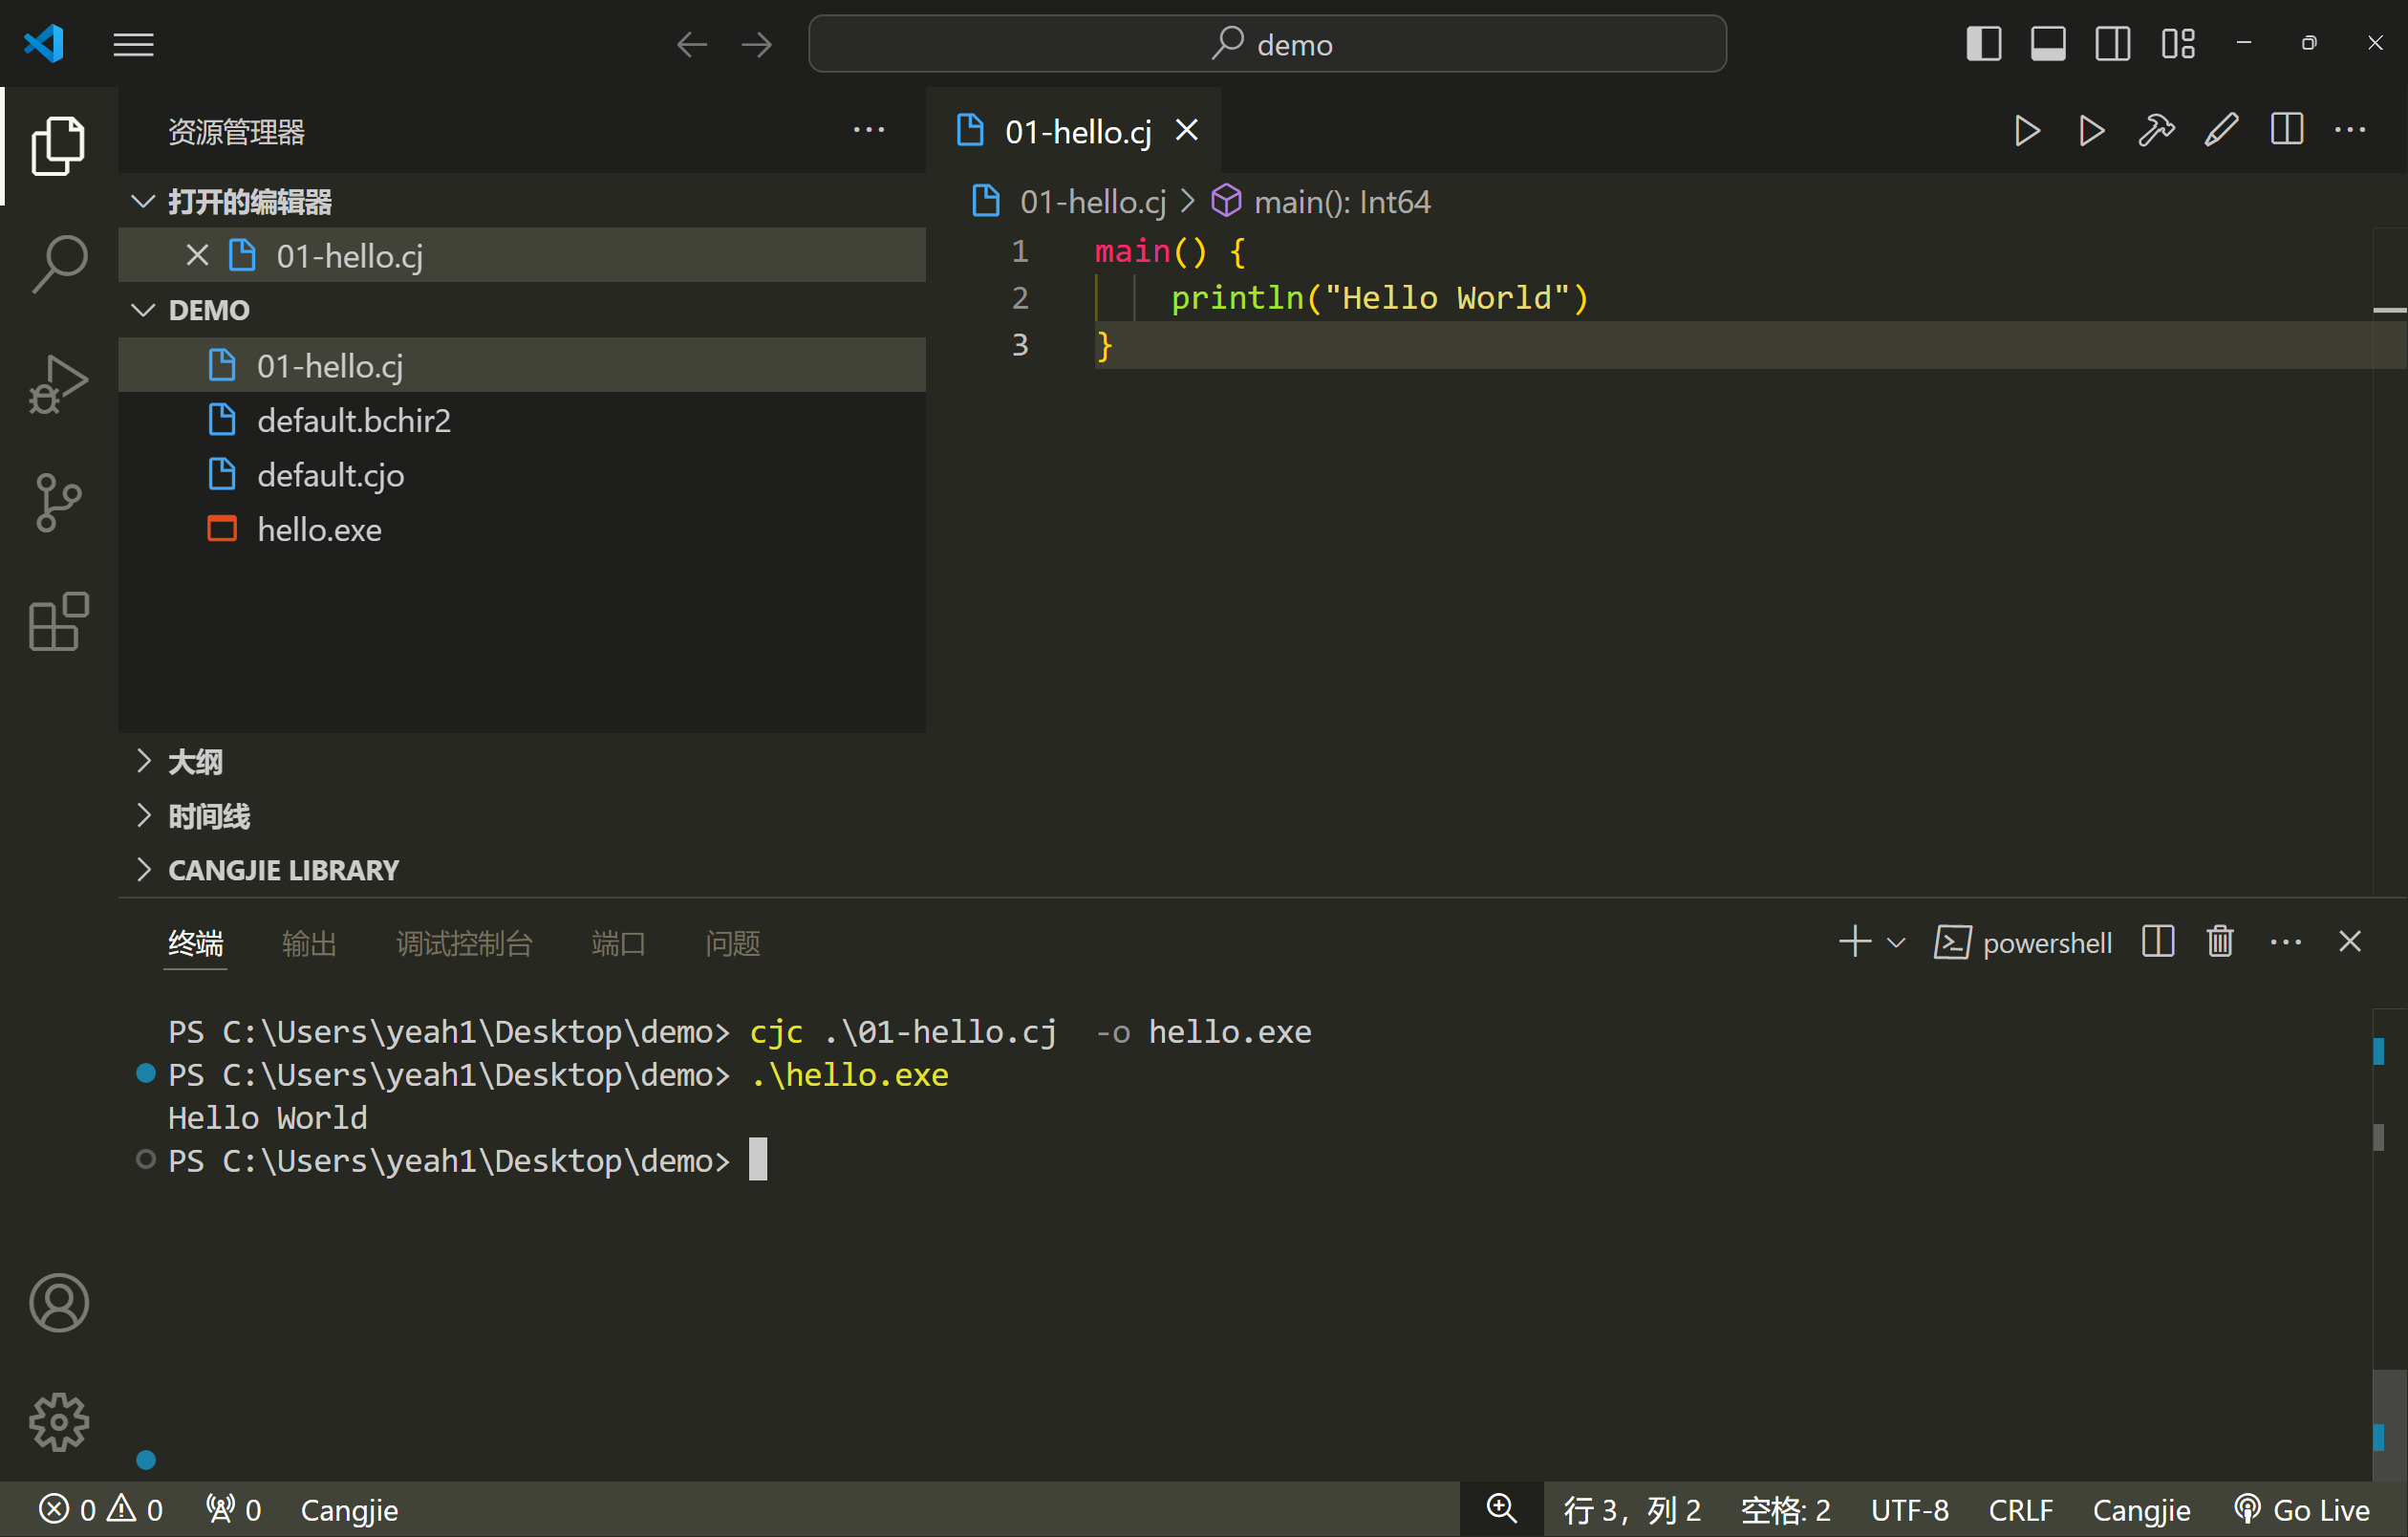 demo
资源管理器
打开的编辑器
01-hello.cj
DEMO
01-hello.cj
default.bchir2
default.cjo
hello.exe
大纲
时间线
CANGJIE LIBRARY
01-hello.cj
01-hello.cj main(): Int64
1 main() {
2 println("Hello World")
3 }
终端 输出 调试控制台 端口 问题
powershell
PS C:\Users\yeah1\Desktop\demo> cjc .\01-hello.cj  -o hello.exe
PS C:\Users\yeah1\Desktop\demo> .\hello.exe
Hello World
PS C:\Users\yeah1\Desktop\demo>
0 0 0 Cangjie 行 3，列 2 空格: 2 UTF-8 CRLF Cangjie Go Live